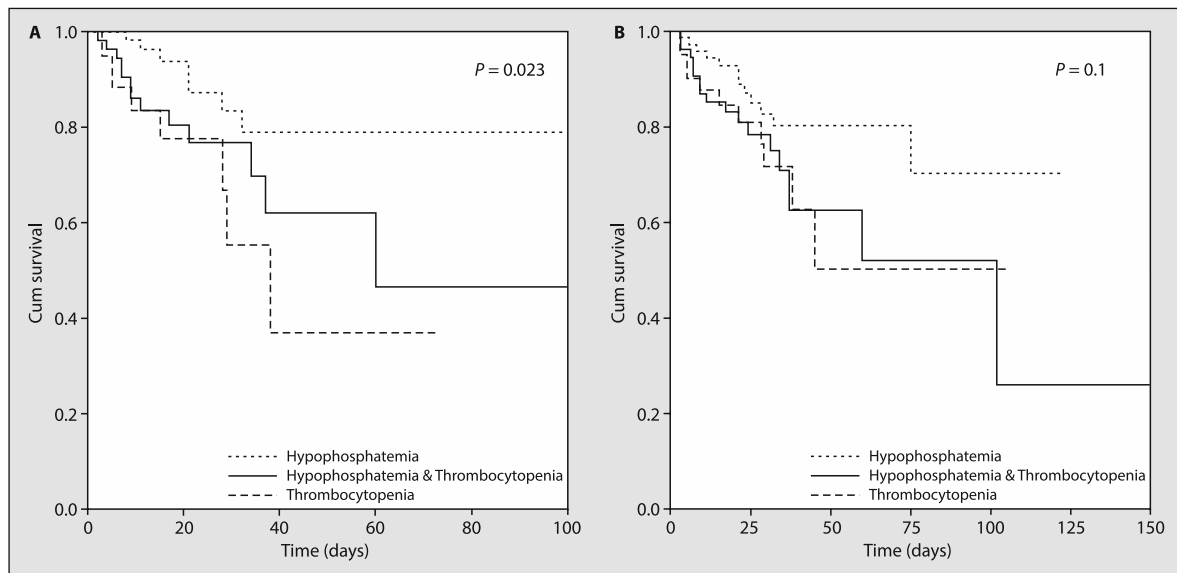 A
P = 0.023
Cum survival
1.0
0.8
0.6
0.4
0.2
0.0
Hypophosphatemia
Hypophosphatemia & Thrombocytopenia
Thrombocytopenia
0 20 40 60 80 100
Time (days)
B
P = 0.1
Cum survival
1.0
0.8
0.6
0.4
0.2
0.0
Hypophosphatemia
Hypophosphatemia & Thrombocytopenia
Thrombocytopenia
0 25 50 75 100 125 150
Time (days)